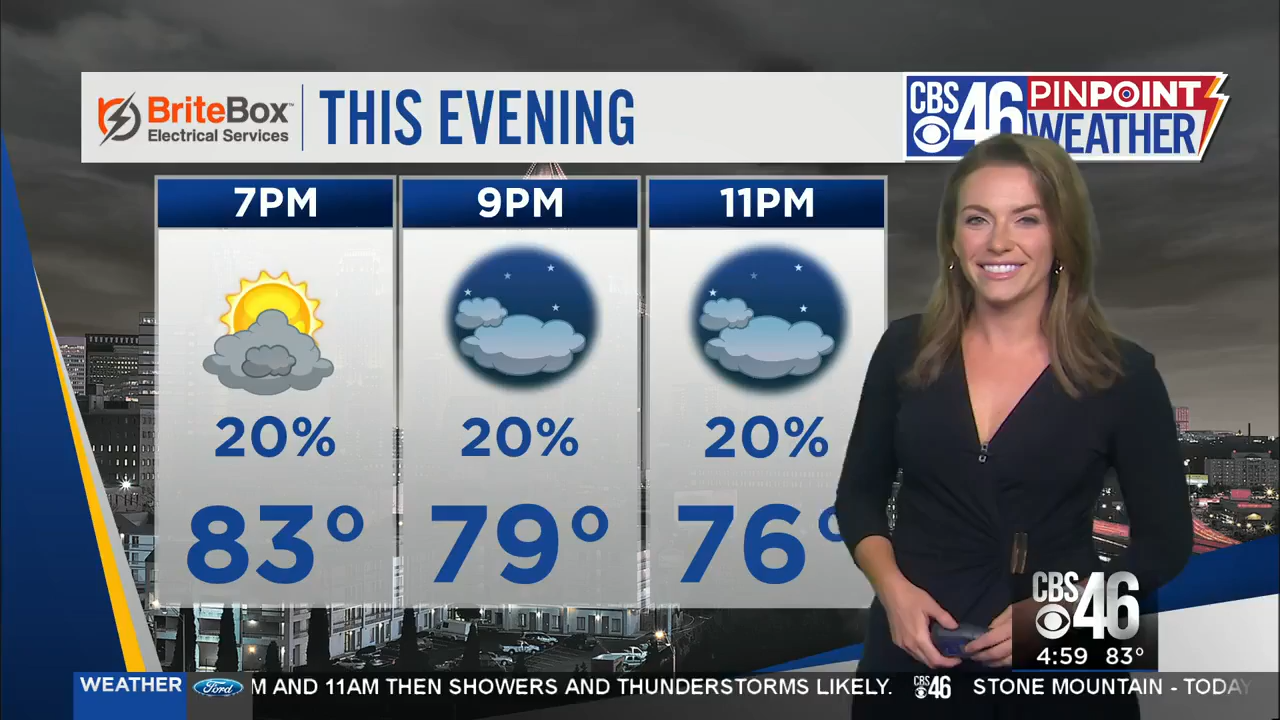 BriteBox™
Electrical Services
THIS EVENING
CBS 46 PINPOINT
WEATHER
7PM
9PM
11PM
20%
20%
20%
83°
79°
76°
CBS 46
4:59 83°
WEATHER
Ford
M AND 11AM THEN SHOWERS AND THUNDERSTORMS LIKELY.
CBS 46
STONE MOUNTAIN - TODAY